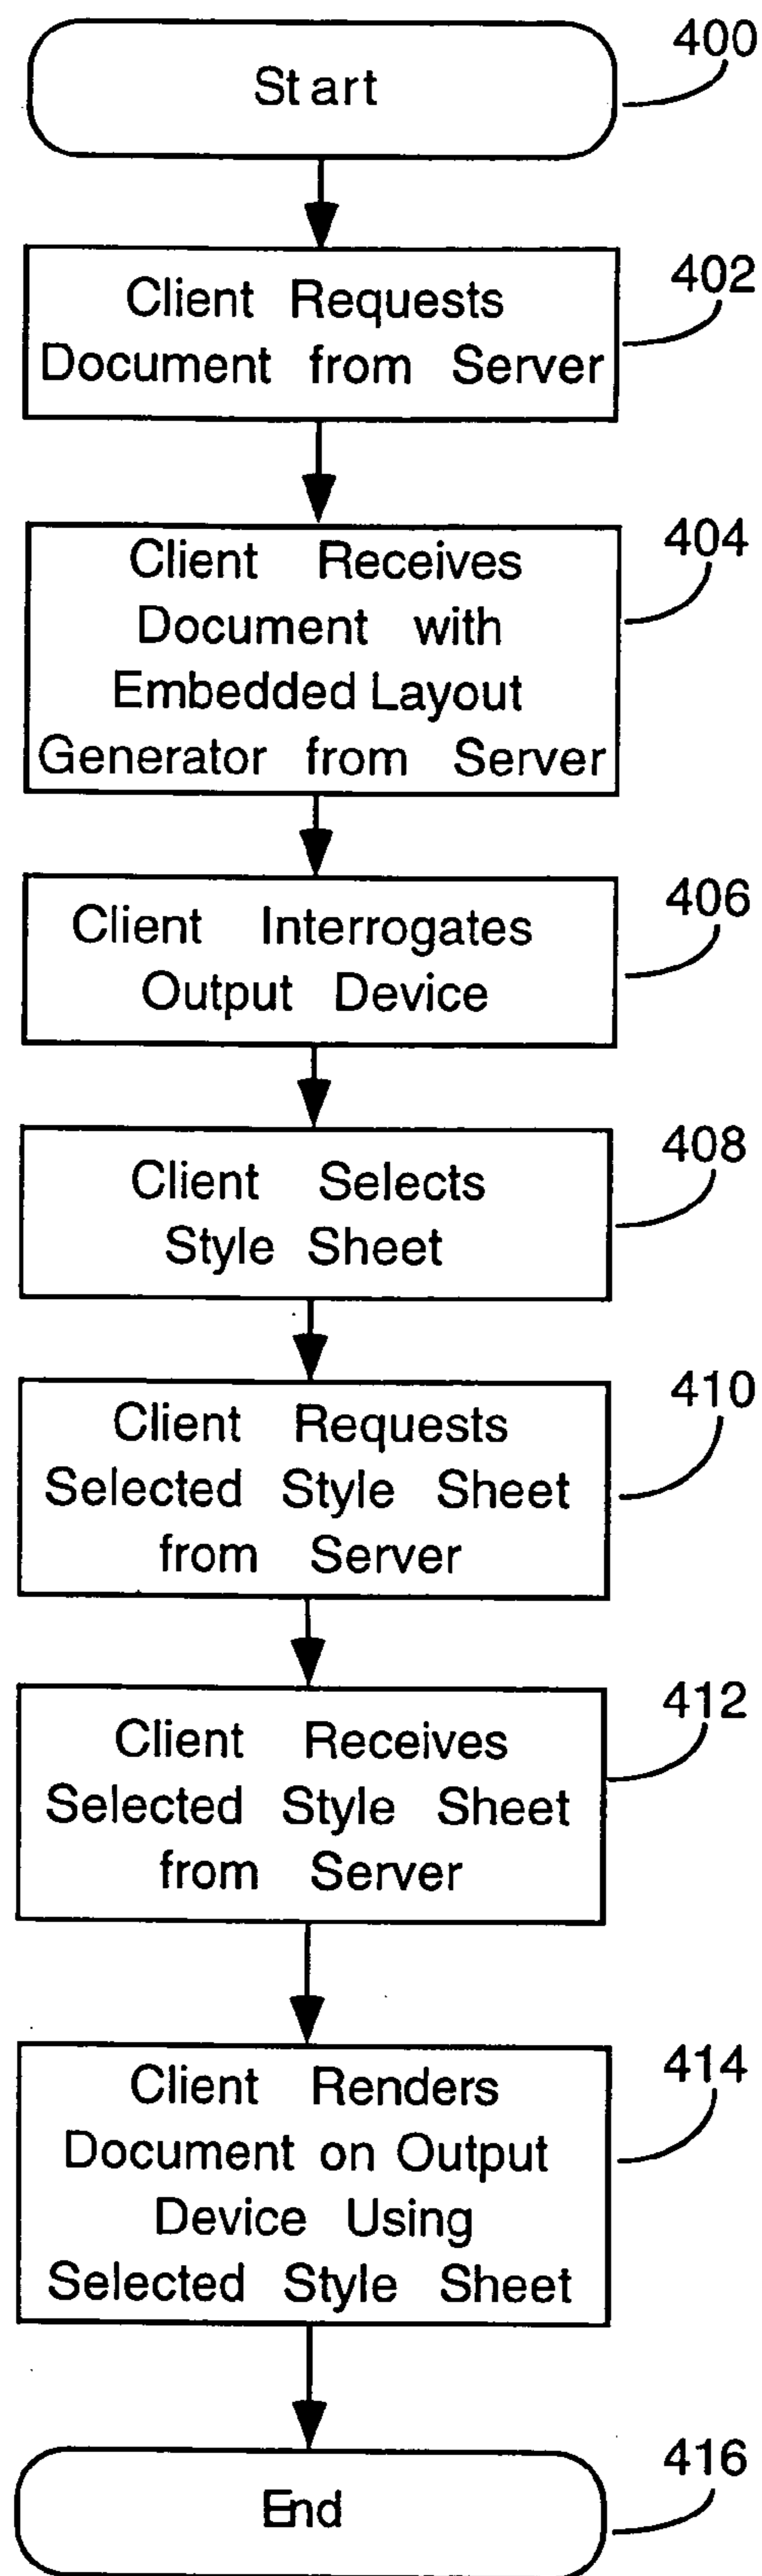 Start
400
Client Requests
Document from Server
402
Client Receives
Document with
Embedded Layout
Generator from Server
404
Client Interrogates
Output Device
406
Client Selects
Style Sheet
408
Client Requests
Selected Style Sheet
from Server
410
Client Receives
Selected Style Sheet
from Server
412
Client Renders
Document on Output
Device Using
Selected Style Sheet
414
End
416